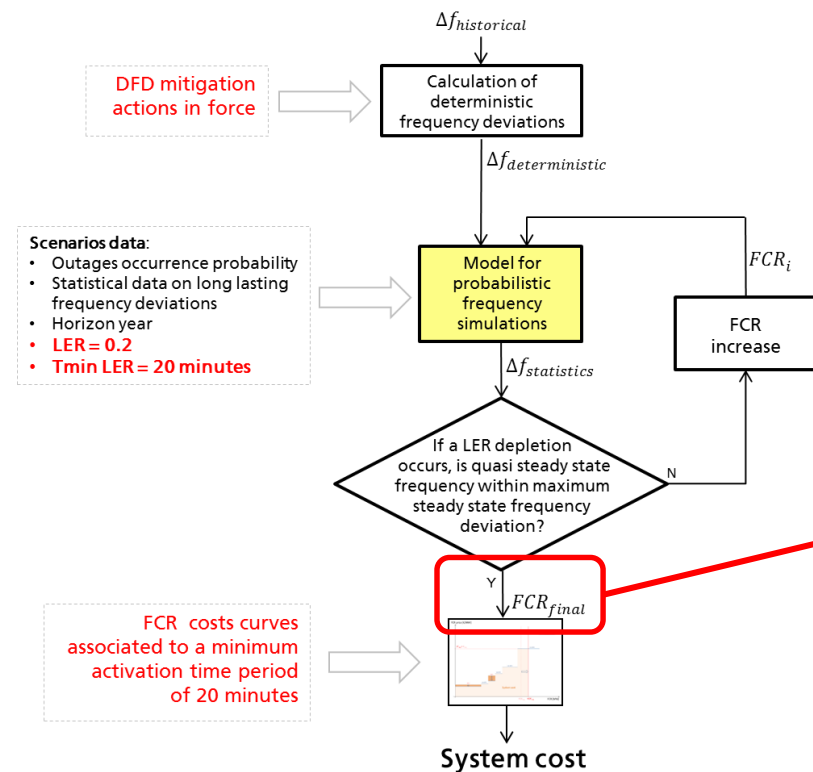 Δf_historical
DFD mitigation
actions in force
Calculation of
deterministic
frequency deviations
Δf_deterministic
Scenarios data:
• Outages occurrence probability
• Statistical data on long lasting
frequency deviations
• Horizon year
• LER = 0.2
• Tmin LER = 20 minutes
Model for
probabilistic
frequency
simulations
FCR_i
FCR
increase
Δf_statistics
If a LER depletion
occurs, is quasi steady state
frequency within maximum
steady state frequency
deviation?
N
Y
FCR_final
FCR costs curves
associated to a minimum
activation time period
of 20 minutes
System cost